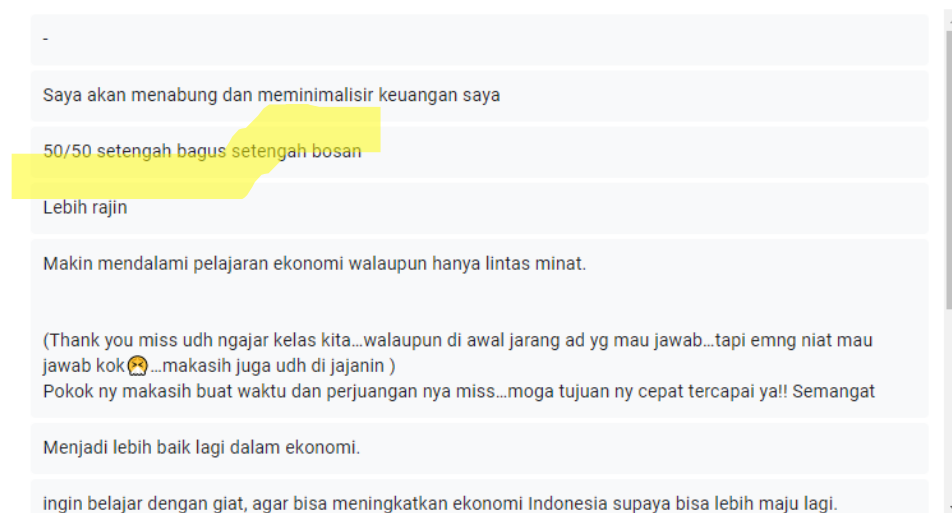 -
Saya akan menabung dan meminimalisir keuangan saya
50/50 setengah bagus setengah bosan
Lebih rajin
Makin mendalami pelajaran ekonomi walaupun hanya lintas minat.
(Thank you miss udh ngajar kelas kita...walaupun di awal jarang ad yg mau jawab...tapi emng niat mau
jawab kok😷...makasih juga udh di jajanin )
Pokok ny makasih buat waktu dan perjuangan nya miss...moga tujuan ny cepat tercapai ya!! Semangat
Menjadi lebih baik lagi dalam ekonomi.
ingin belajar dengan giat, agar bisa meningkatkan ekonomi Indonesia supaya bisa lebih maju lagi.